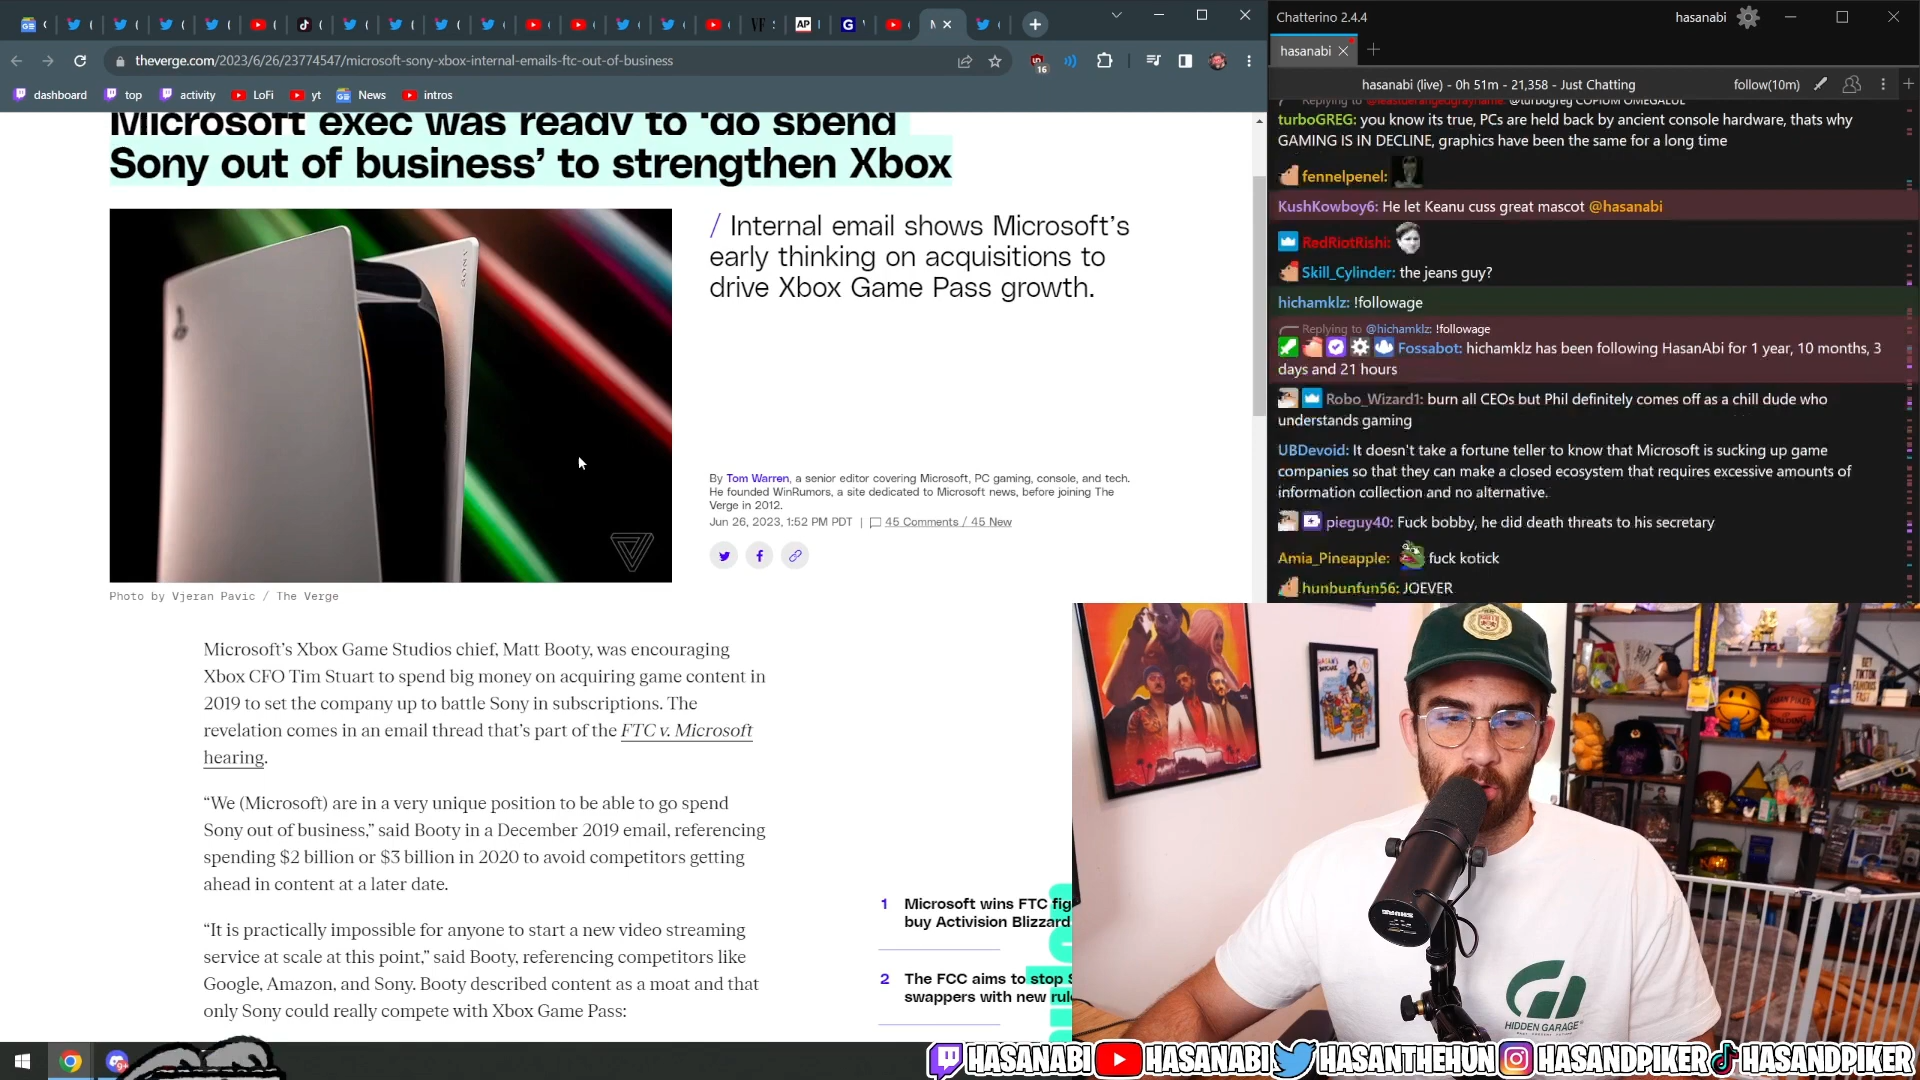 VF
AP
G
M
Chatterino 2.4.4
hasanabi
hasanabi
theverge.com/2023/6/26/23774547/microsoft-sony-xbox-internal-emails-ftc-out-of-business
16
dashboard
top
activity
LoFi
yt
News
intros
hasanabi (live) - 0h 51m - 21,358 - Just Chatting
follow(10m)
Microsoft exec was ready to ‘go spend
Sony out of business’ to strengthen Xbox
/ Internal email shows Microsoft’s
early thinking on acquisitions to
drive Xbox Game Pass growth.
SONY
By Tom Warren, a senior editor covering Microsoft, PC gaming, console, and tech.
He founded WinRumors, a site dedicated to Microsoft news, before joining The
Verge in 2012.
Jun 26, 2023, 1:52 PM PDT | 45 Comments / 45 New
Photo by Vjeran Pavic / The Verge
Microsoft’s Xbox Game Studios chief, Matt Booty, was encouraging
Xbox CFO Tim Stuart to spend big money on acquiring game content in
2019 to set the company up to battle Sony in subscriptions. The
revelation comes in an email thread that’s part of the FTC v. Microsoft
hearing.
“We (Microsoft) are in a very unique position to be able to go spend
Sony out of business,” said Booty in a December 2019 email, referencing
spending $2 billion or $3 billion in 2020 to avoid competitors getting
ahead in content at a later date.
“It is practically impossible for anyone to start a new video streaming
service at scale at this point,” said Booty, referencing competitors like
Google, Amazon, and Sony. Booty described content as a moat and that
only Sony could really compete with Xbox Game Pass:
1 Microsoft wins FTC fig
buy Activision Blizzard
2 The FCC aims to stop S
swappers with new rul
Replying to
turboGREG: you know its true, PCs are held back by ancient console hardware, thats why
GAMING IS IN DECLINE, graphics have been the same for a long time
fennelpenel:
KushKowboy6: He let Keanu cuss great mascot @hasanabi
RedRiotRishi:
Skill_Cylinder: the jeans guy?
hichamklz: !followage
Replying to @hichamklz: !followage
Fossabot: hichamklz has been following HasanAbi for 1 year, 10 months, 3
days and 21 hours
Robo_Wizard1: burn all CEOs but Phil definitely comes off as a chill dude who
understands gaming
UBDevoid: It doesn't take a fortune teller to know that Microsoft is sucking up game
companies so that they can make a closed ecosystem that requires excessive amounts of
information collection and no alternative.
pieguy40: Fuck bobby, he did death threats to his secretary
Amia_Pineapple: fuck kotick
hunbunfun56: JOEVER
HIDDEN GARAGE
HASANABI
HASANABI
HASANTHEHUN
HASANDPIKER
HASANDPIKER